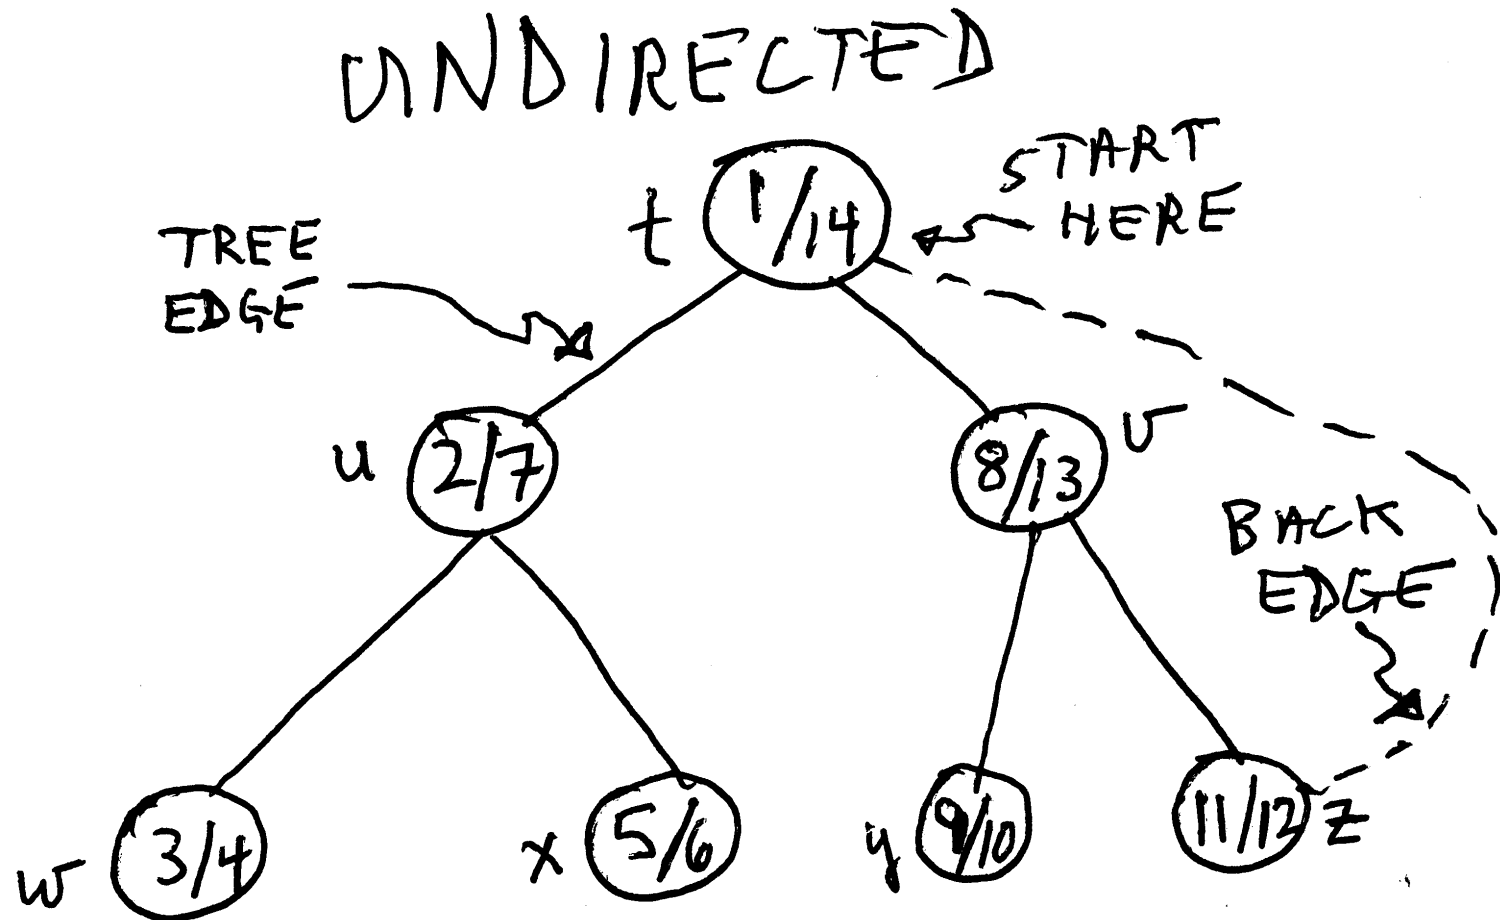 UNDIRECTED
START
HERE
t 1/14
TREE
EDGE
u 2/7
8/13 v
BACK
EDGE
w 3/4
x 5/6
y 9/10
11/12 z